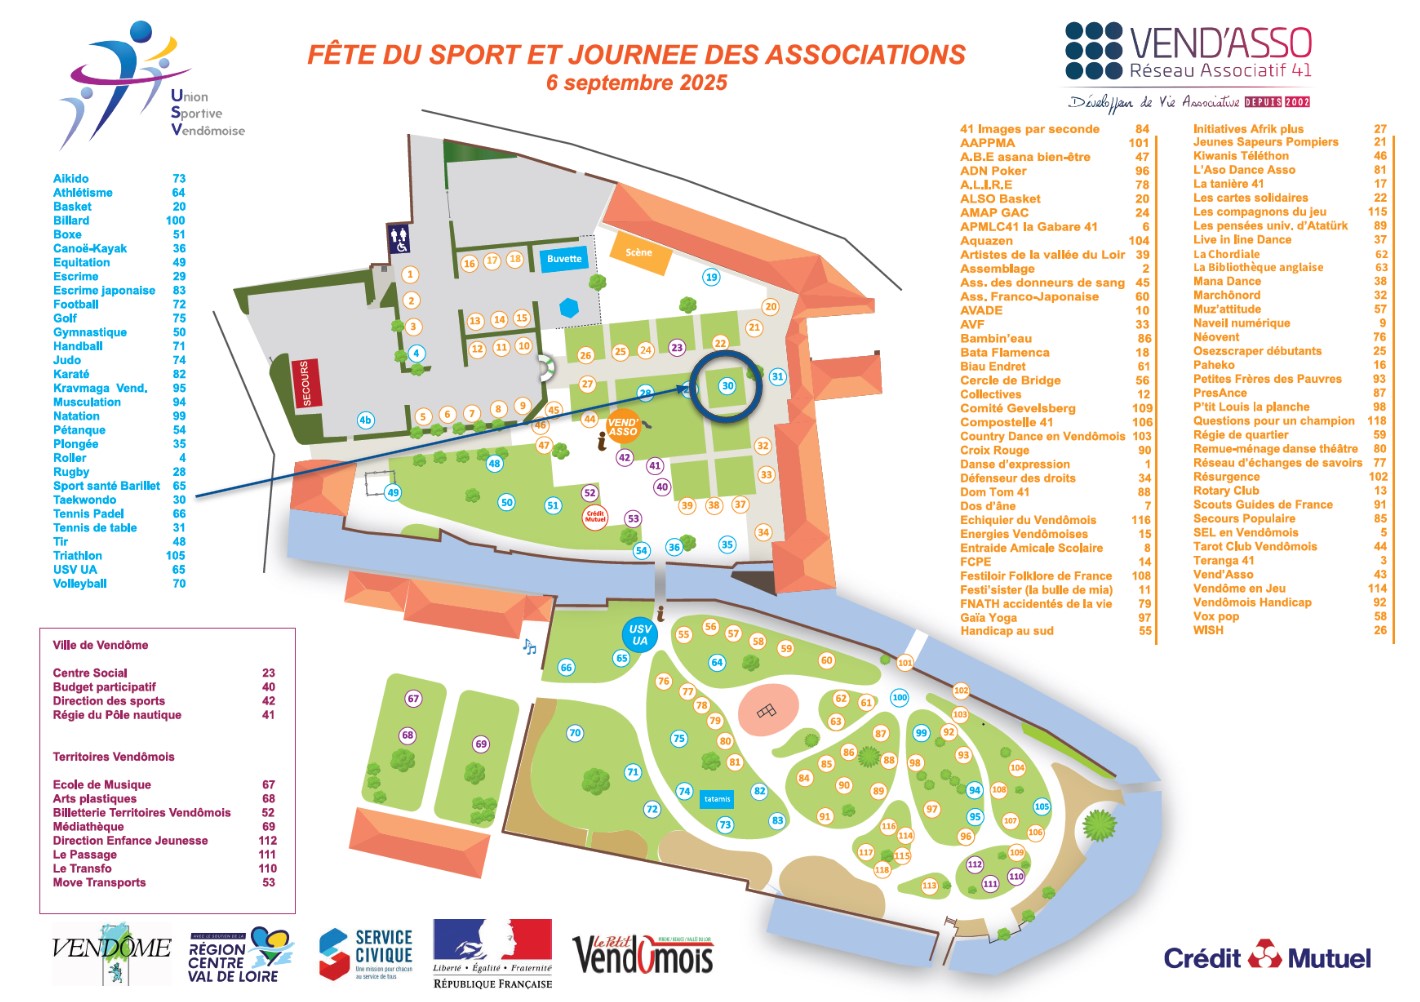 FÊTE DU SPORT ET JOURNEE DES ASSOCIATIONS
6 septembre 2025
Union
Sportive
Vendômoise
VEND'ASSO
Réseau Associatif 41
Développeur de Vie Associative DEPUIS 2002
Aikido 73
Athlétisme 64
Basket 20
Billard 100
Boxe 51
Canoë-Kayak 36
Equitation 49
Escrime 29
Escrime japonaise 83
Football 72
Golf 75
Gymnastique 50
Handball 71
Judo 74
Karaté 82
Kravmaga Vend. 95
Musculation 94
Natation 99
Pétanque 54
Plongée 35
Roller 4
Rugby 28
Sport santé Barillet 65
Taekwondo 30
Tennis Padel 66
Tennis de table 31
Tir 48
Triathlon 105
USV UA 65
Volleyball 70
41 Images par seconde 84
AAPPMA 101
A.B.E asana bien-être 47
ADN Poker 96
A.L.I.R.E 78
ALSO Basket 20
AMAP GAC 24
APMLC41 la Gabare 41 6
Aquazen 104
Artistes de la vallée du Loir 39
Assemblage 2
Ass. des donneurs de sang 45
Ass. Franco-Japonaise 60
AVADE 10
AVF 33
Bambin'eau 86
Bata Flamenca 18
Biau Endret 61
Cercle de Bridge 56
Collectives 12
Comité Gevelsberg 109
Compostelle 41 106
Country Dance en Vendômois 103
Croix Rouge 90
Danse d'expression 1
Défenseur des droits 34
Dom Tom 41 88
Dos d'âne 7
Echiquier du Vendômois 116
Energies Vendômoises 15
Entraide Amicale Scolaire 8
FCPE 14
Festiloir Folklore de France 108
Festi'sister (la bulle de mia) 11
FNATH accidentés de la vie 79
Gaïa Yoga 97
Handicap au sud 55
Initiatives Afrik plus 27
Jeunes Sapeurs Pompiers 21
Kiwanis Téléthon 46
L'Aso Dance Asso 81
La tanière 41 17
Les cartes solidaires 22
Les compagnons du jeu 115
Les pensées univ. d'Atatürk 89
Live in line Dance 37
La Chordiale 62
La Bibliothèque anglaise 63
Mana Dance 38
Marchônord 32
Muz'attitude 57
Naveil numérique 9
Néovent 76
Osezscraper débutants 25
Paheko 16
Petites Frères des Pauvres 93
PresAnce 87
P'tit Louis la planche 98
Questions pour un champion 118
Régie de quartier 59
Remue-ménage danse théâtre 80
Réseau d'échanges de savoirs 77
Résurgence 102
Rotary Club 13
Scouts Guides de France 91
Secours Populaire 85
SEL en Vendômois 5
Tarot Club Vendômois 44
Teranga 41 3
Vend'Asso 43
Vendôme en Jeu 114
Vendômois Handicap 92
Vox pop 58
WISH 26
Ville de Vendôme
Centre Social 23
Budget participatif 40
Direction des sports 42
Régie du Pôle nautique 41
Territoires Vendômois
Ecole de Musique 67
Arts plastiques 68
Billetterie Territoires Vendômois 52
Médiathèque 69
Direction Enfance Jeunesse 112
Le Passage 111
Le Transfo 110
Move Transports 53
1
2
3
4
16 17 18
Buvette
Scène
19
20
21
13 14 15
12 11 10
26 25 24 23 22
27
30
31
SECOURS
4b
5 6 7 8 9
45
46
47
44
VEND'
ASSO
42
41
40
32
33
34
48
49
50
51
52
Crédit
Mutuel
53
39 38 37
54 36 35
USV
UA
55 56 57 58 59
60
64
65
66
67
68
69
70
71
72
76
77
78
79
80
81
75
74
tatamis
73
82
83
62 61
63
101
100
102
103
99 92
93
98
87
86 88
85
84
90 89
91
94
95
97
96
104
108
105
107
106
109
112
111
110
116
114
117
115
118
113
VENDÔME
AVEC LE SOUTIEN DE LA
RÉGION
CENTRE
VAL DE LOIRE
SERVICE
CIVIQUE
Une mission pour chacun
au service de tous
Liberté • Égalité • Fraternité
RÉPUBLIQUE FRANÇAISE
le Petit
Vendômois
Crédit Mutuel